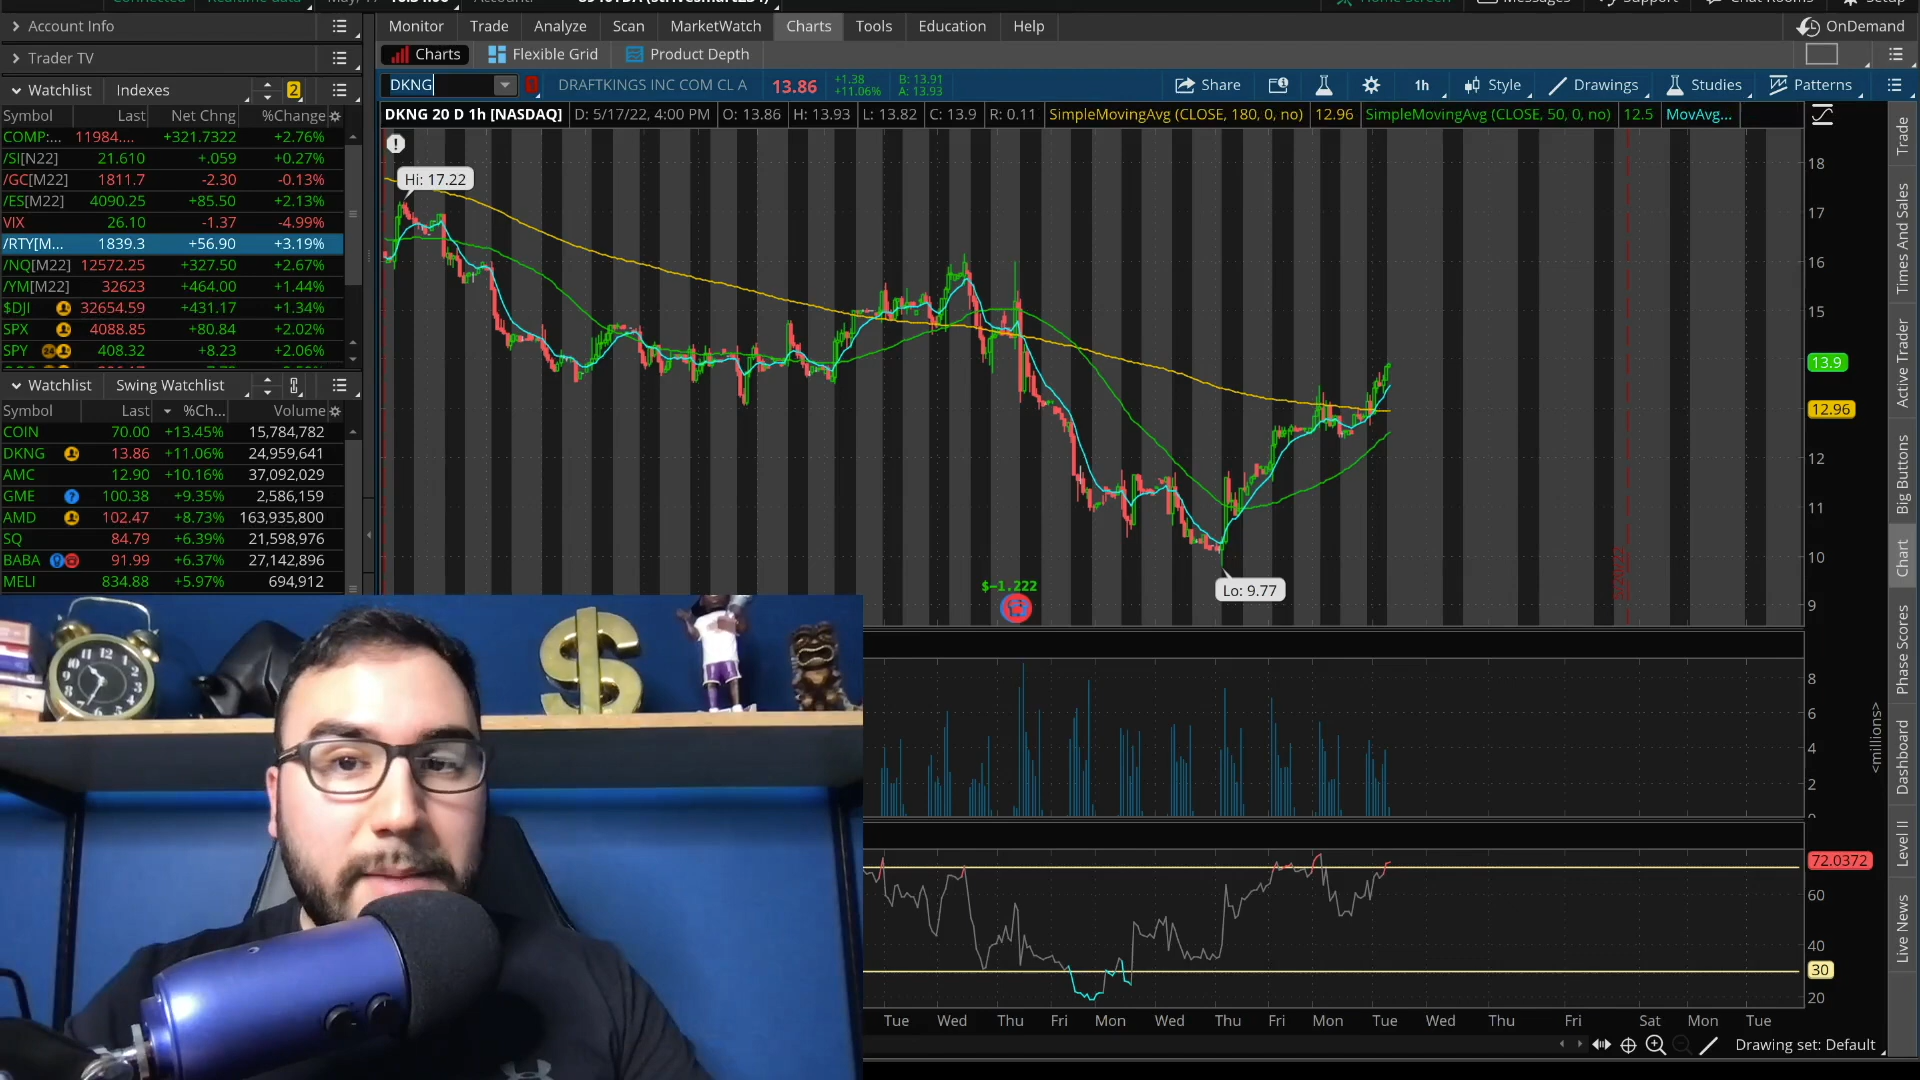 Account Info
Trader TV
Watchlist Indexes 2
Symbol Last Net Chng %Change
COMP:... 11984.... +321.7322 +2.76%
/SI[N22] 21.610 +.059 +0.27%
/GC[M22] 1811.7 -2.30 -0.13%
/ES[M22] 4090.25 +85.50 +2.13%
VIX 26.10 -1.37 -4.99%
/RTY[M... 1839.3 +56.90 +3.19%
/NQ[M22] 12572.25 +327.50 +2.67%
/YM[M22] 32623 +464.00 +1.44%
$DJI 32654.59 +431.17 +1.34%
SPX 4088.85 +80.84 +2.02%
SPY 408.32 +8.23 +2.06%
Watchlist Swing Watchlist
Symbol Last %Ch... Volume
COIN 70.00 +13.45% 15,784,782
DKNG 13.86 +11.06% 24,959,641
AMC 12.90 +10.16% 37,092,029
GME 100.38 +9.35% 2,586,159
AMD 102.47 +8.73% 163,935,800
SQ 84.79 +6.39% 21,598,976
BABA 91.99 +6.37% 27,142,896
MELI 834.88 +5.97% 694,912
Monitor Trade Analyze Scan MarketWatch Charts Tools Education Help
OnDemand
Charts Flexible Grid Product Depth
DKNG DRAFTKINGS INC COM CL A 13.86 +1.38 B: 13.91
+11.06% A: 13.93
Share 1h Style Drawings Studies Patterns
DKNG 20 D 1h [NASDAQ] D: 5/17/22, 4:00 PM O: 13.86 H: 13.93 L: 13.82 C: 13.9 R: 0.11 SimpleMovingAvg (CLOSE, 180, 0, no) 12.96 SimpleMovingAvg (CLOSE, 50, 0, no) 12.5 MovAvg...
Hi: 17.22
Lo: 9.77
$-1.222
18
17
16
15
13.9
12.96
12
11
10
9
8
6
4
2
<millions>
72.0372
60
40
30
20
Tue Wed Thu Fri Mon Wed Thu Fri Mon Tue Wed Thu Fri Sat Mon Tue
Drawing set: Default
Trade
Times And Sales
Active Trader
Big Buttons
Chart
Phase Scores
Dashboard
Level II
Live News